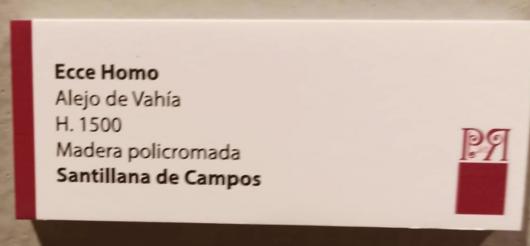 Ecce Homo
Alejo de Vahía
H. 1500
Madera policromada
Santillana de Campos